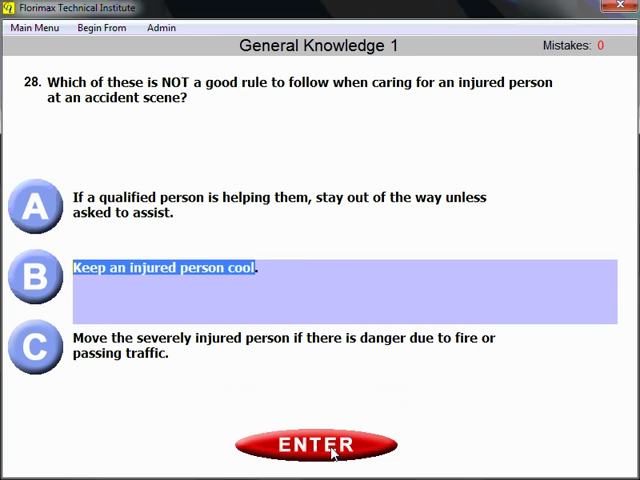 Florimax Technical Institute
Main Menu Begin From Admin
General Knowledge 1 Mistakes: 0
28. Which of these is NOT a good rule to follow when caring for an injured person
at an accident scene?
A If a qualified person is helping them, stay out of the way unless
asked to assist.
B Keep an injured person cool.
C Move the severely injured person if there is danger due to fire or
passing traffic.
ENTER